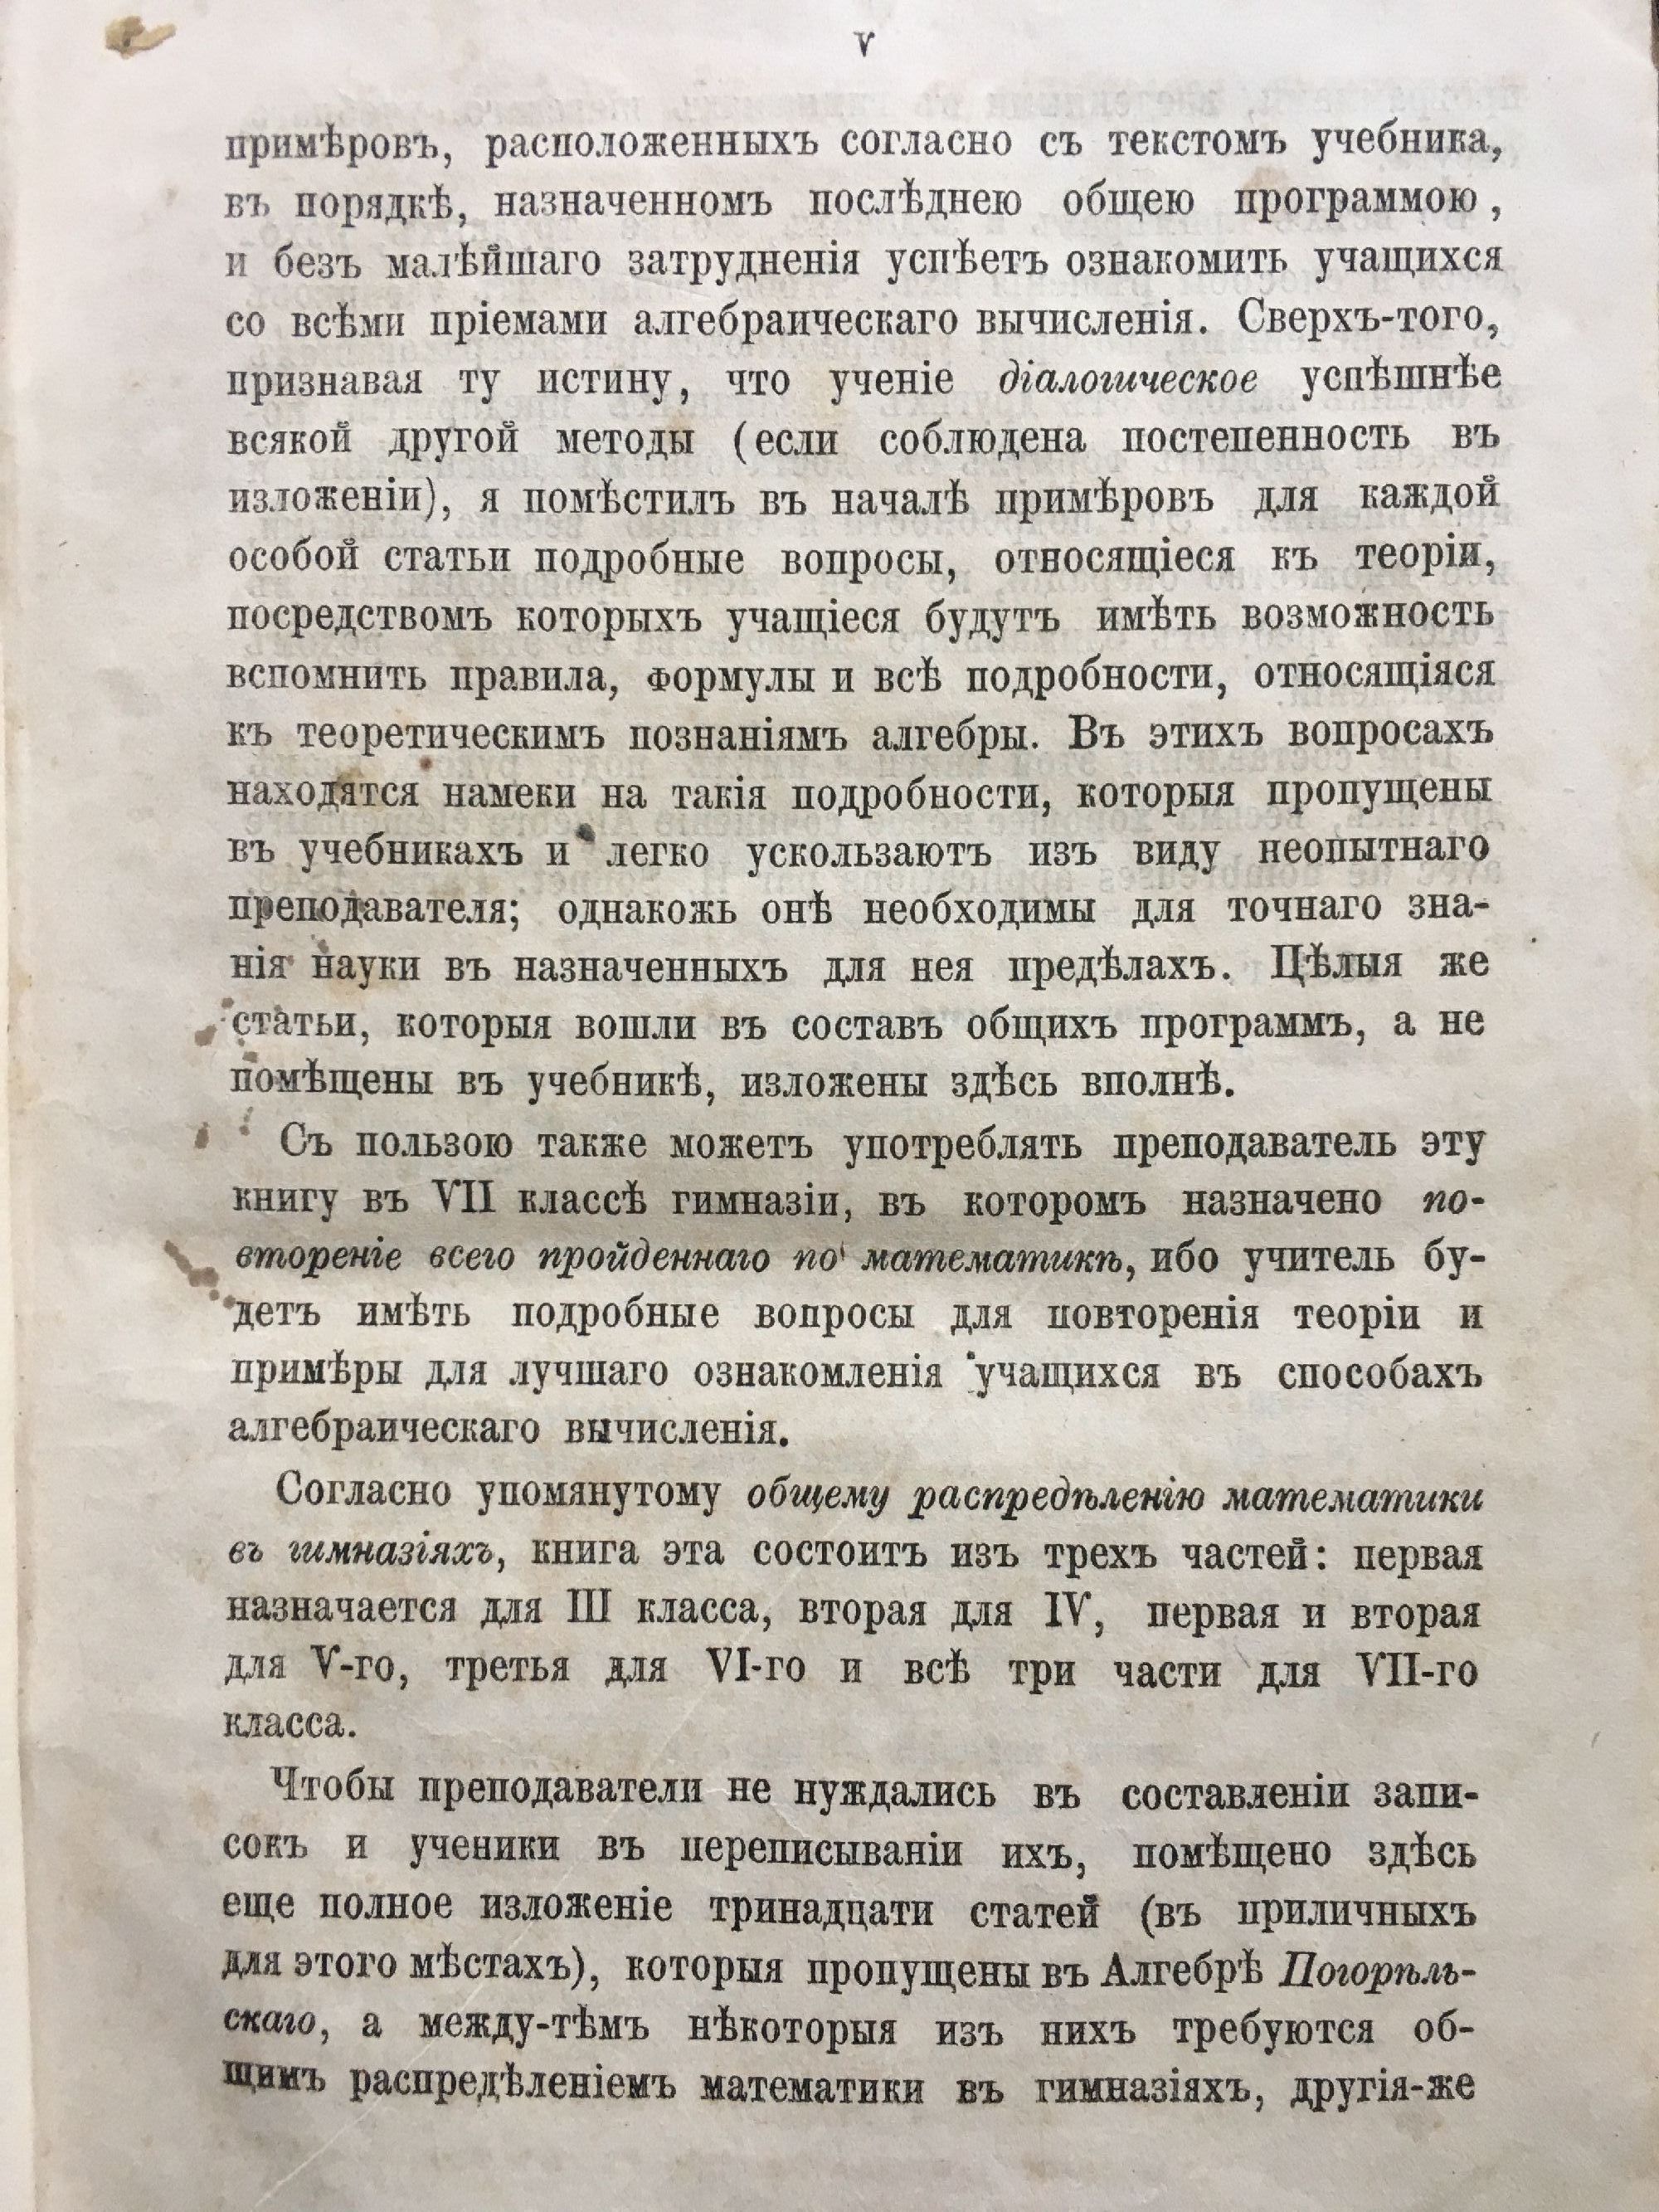 V
примѣровъ, расположенныхъ согласно съ текстомъ учебника,
въ порядкѣ, назначенномъ послѣднею общею программою,
и безъ малѣйшаго затрудненія успѣетъ ознакомить учащихся
со всѣми пріемами алгебраическаго вычисленія. Сверхъ-того,
признавая ту истину, что ученіе діалогическое успѣшнѣе
всякой другой методы (если соблюдена постепенность въ
изложеніи), я помѣстилъ въ началѣ примѣровъ для каждой
особой статьи подробные вопросы, относящіеся къ теоріи,
посредствомъ которыхъ учащіеся будутъ имѣть возможность
вспомнить правила, формулы и всѣ подробности, относящіяся
къ теоретическимъ познаніямъ алгебры. Въ этихъ вопросахъ
находятся намеки на такія подробности, которыя пропущены
въ учебникахъ и легко ускользаютъ изъ виду неопытнаго
преподавателя; однакожь онѣ необходимы для точнаго зна-
нія науки въ назначенныхъ для нея предѣлахъ. Цѣлыя же
статьи, которыя вошли въ составъ общихъ программъ, а не
помѣщены въ учебникѣ, изложены здѣсь вполнѣ.
Съ пользою также можетъ употреблять преподаватель эту
книгу въ VII классѣ гимназіи, въ которомъ назначено по-
втореніе всего пройденнаго по математикѣ, ибо учитель бу-
детъ имѣть подробные вопросы для повторенія теоріи и
примѣры для лучшаго ознакомленія учащихся въ способахъ
алгебраическаго вычисленія.
Согласно упомянутому общему распредѣленію математики
въ гимназіяхъ, книга эта состоитъ изъ трехъ частей: первая
назначается для III класса, вторая для IV, первая и вторая
для V-го, третья для VI-го и всѣ три части для VII-го
класса.
Чтобы преподаватели не нуждались въ составленіи запи-
сокъ и ученики въ переписываніи ихъ, помѣщено здѣсь
еще полное изложеніе тринадцати статей (въ приличныхъ
для этого мѣстахъ), которыя пропущены въ Алгебрѣ Погорѣль-
скаго, а между-тѣмъ нѣкоторыя изъ нихъ требуются об-
щимъ распредѣленіемъ математики въ гимназіяхъ, другія-же